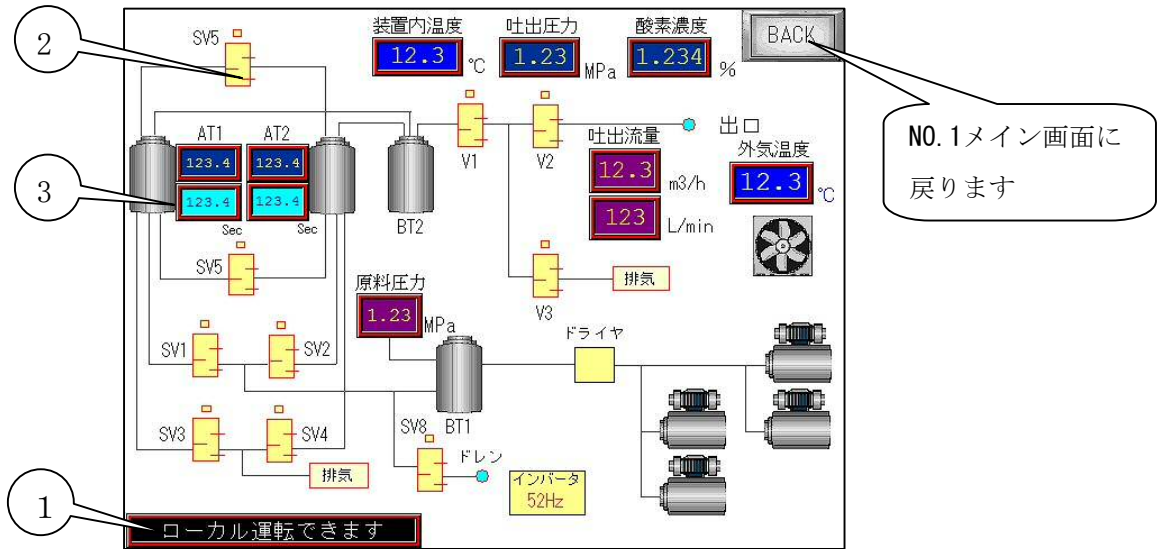 装置内温度
12.3 ℃
吐出圧力
1.23 MPa
酸素濃度
1.234 %
BACK
NO.1メイン画面に
戻ります
2
SV5
AT1
123.4
123.4
Sec
AT2
123.4
123.4
Sec
3
BT2
V1
V2
出口
吐出流量
12.3 m3/h
123 L/min
外気温度
12.3 ℃
SV5
V3
排気
原料圧力
1.23 MPa
ドライヤ
SV1
SV2
BT1
SV3
SV4
排気
SV8
ドレン
インバータ
52Hz
1
ローカル運転できます